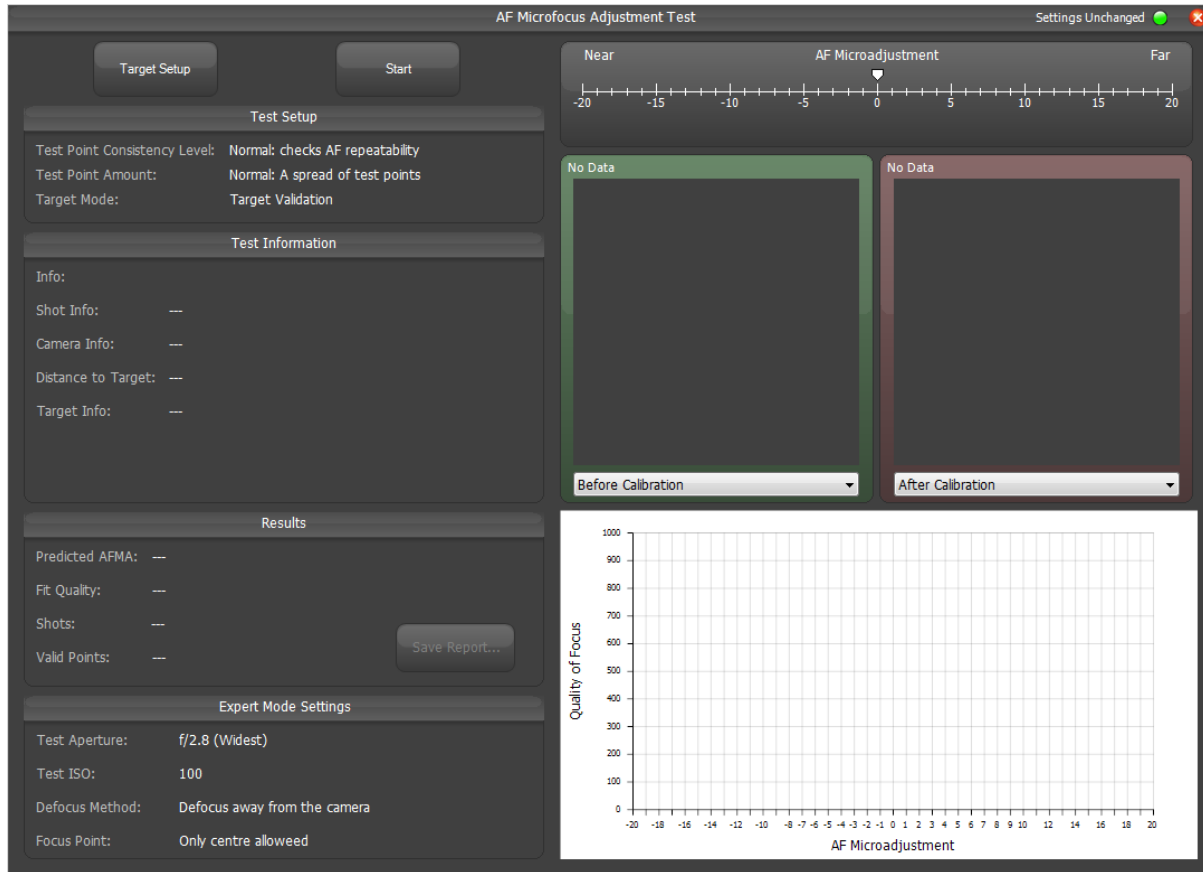 AF Microfocus Adjustment Test
Settings Unchanged
Target Setup
Start
Test Setup
Test Point Consistency Level: Normal: checks AF repeatability
Test Point Amount: Normal: A spread of test points
Target Mode: Target Validation
Test Information
Info:
Shot Info: ---
Camera Info: ---
Distance to Target: ---
Target Info: ---
Results
Predicted AFMA: ---
Fit Quality: ---
Shots: ---
Valid Points: ---
Save Report...
Expert Mode Settings
Test Aperture: f/2.8 (Widest)
Test ISO: 100
Defocus Method: Defocus away from the camera
Focus Point: Only centre alloweed
Near AF Microadjustment Far
-20 -15 -10 -5 0 5 10 15 20
No Data
Before Calibration
No Data
After Calibration
Quality of Focus
1000
900
800
700
600
500
400
300
200
100
0
-20 -18 -16 -14 -12 -10 -8 -7 -6 -5 -4 -3 -2 -1 0 1 2 3 4 5 6 7 8 9 10 12 14 16 18 20
AF Microadjustment